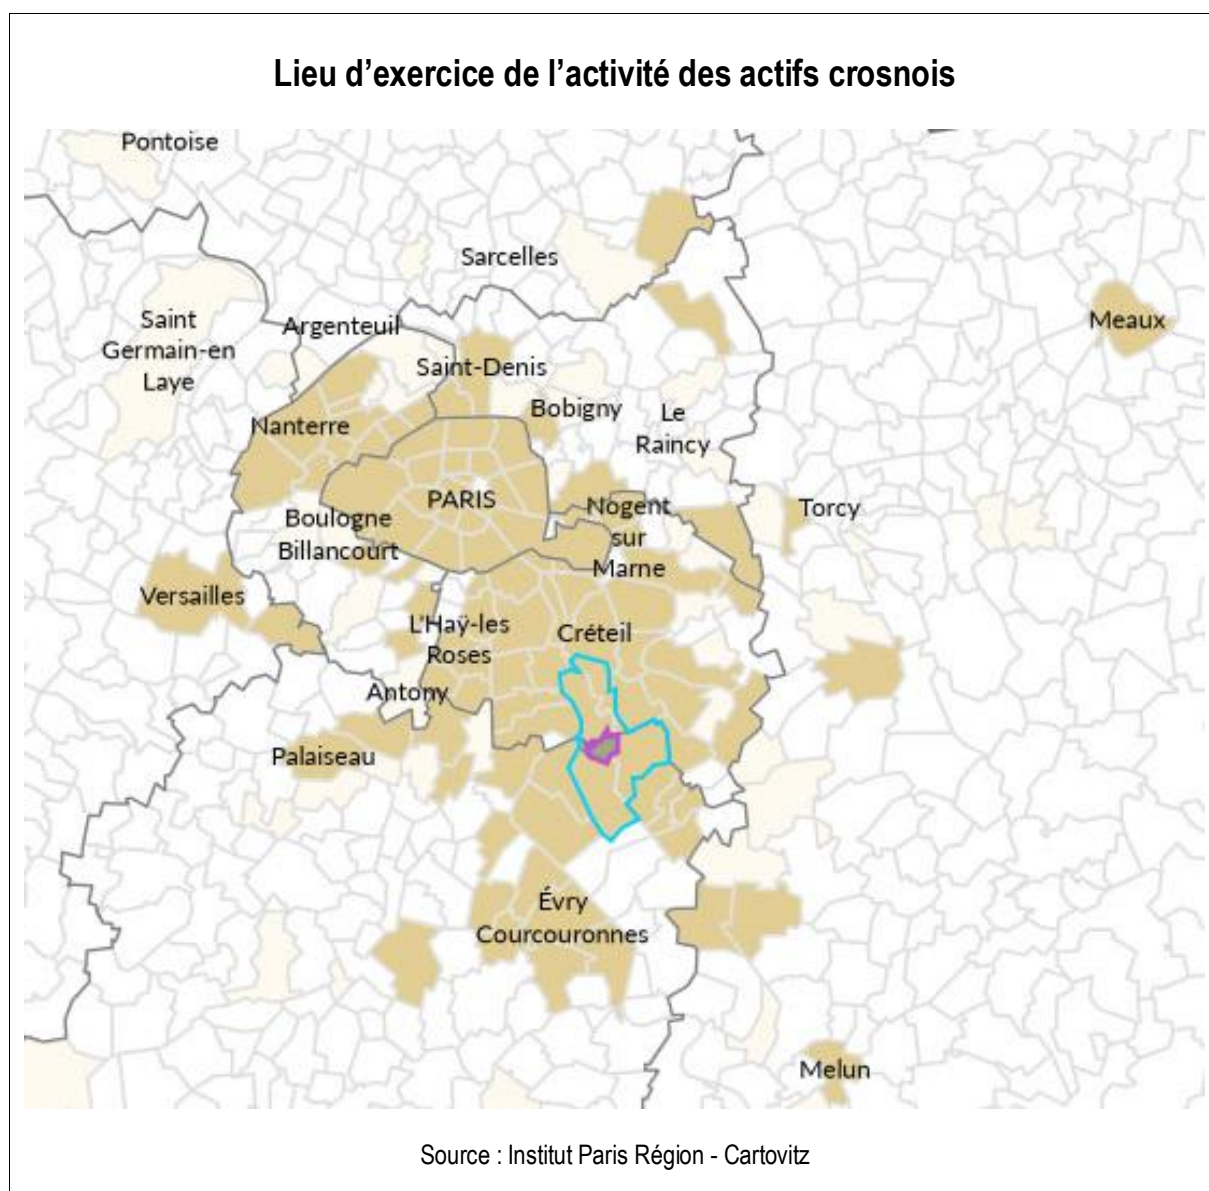 Lieu d'exercice de l'activité des actifs crosnois
Pontoise
Sarcelles
Saint
Germain-en
Laye
Argenteuil
Meaux
Saint-Denis
Nanterre
Bobigny
Le
Raincy
PARIS
Boulogne
Billancourt
Nogent
sur
Marne
Torcy
Versailles
L'Haÿ-les
Roses
Créteil
Antony
Palaiseau
Évry
Courcouronnes
Melun
Source : Institut Paris Région - Cartovitz